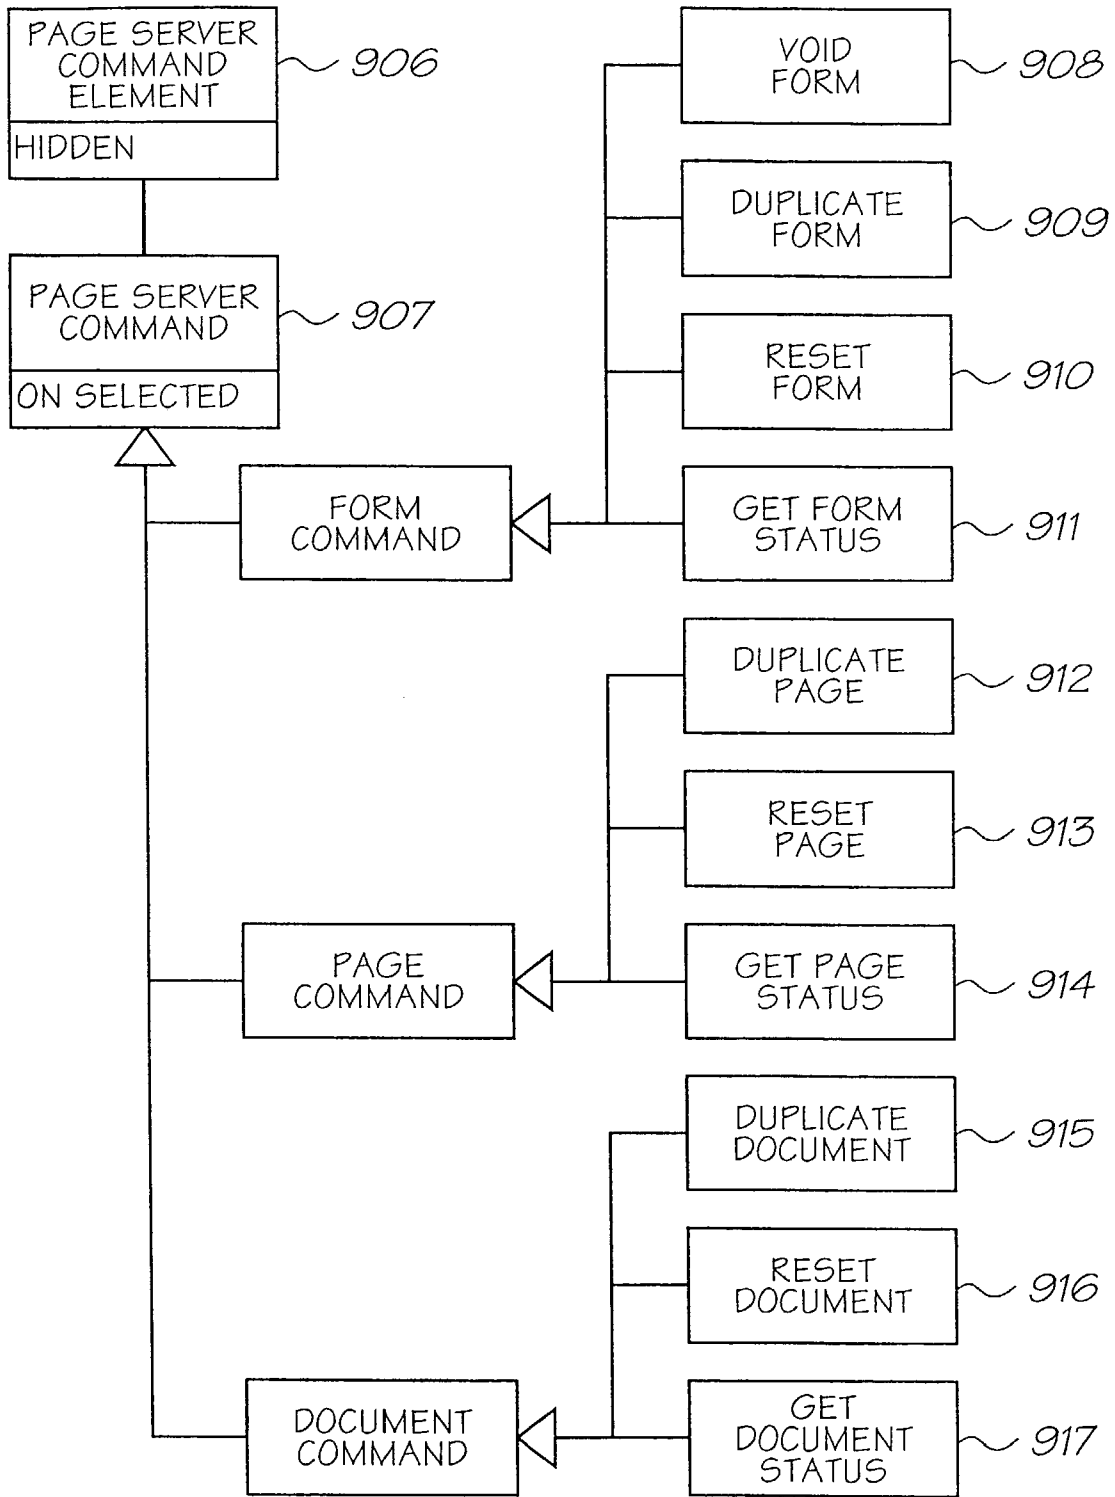 PAGE SERVER
COMMAND
ELEMENT
906
HIDDEN
PAGE SERVER
COMMAND
907
ON SELECTED
VOID
FORM
908
DUPLICATE
FORM
909
RESET
FORM
910
FORM
COMMAND
GET FORM
STATUS
911
DUPLICATE
PAGE
912
RESET
PAGE
913
PAGE
COMMAND
GET PAGE
STATUS
914
DUPLICATE
DOCUMENT
915
RESET
DOCUMENT
916
DOCUMENT
COMMAND
GET
DOCUMENT
STATUS
917